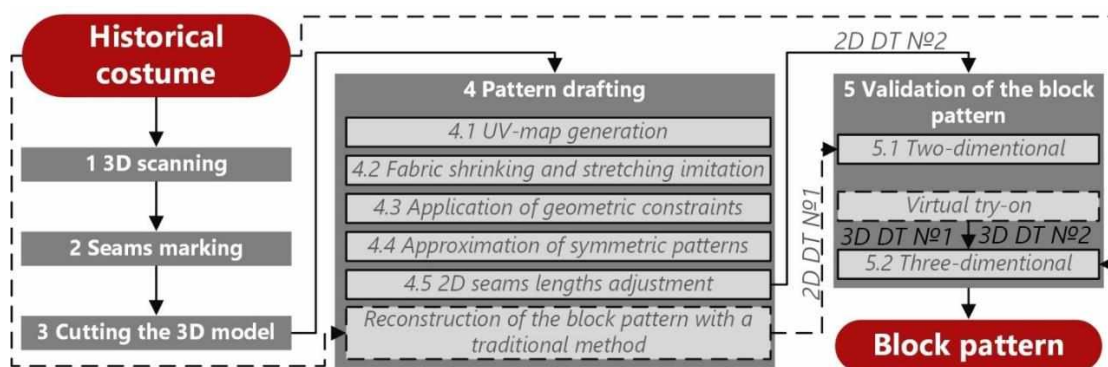 Historical
costume
1 3D scanning
2 Seams marking
3 Cutting the 3D model
4 Pattern drafting
4.1 UV-map generation
4.2 Fabric shrinking and stretching imitation
4.3 Application of geometric constraints
4.4 Approximation of symmetric patterns
4.5 2D seams lengths adjustment
Reconstruction of the block pattern with a
traditional method
2D DT №2
2D DT №1
5 Validation of the block
pattern
5.1 Two-dimentional
Virtual try-on
3D DT №1 3D DT №2
5.2 Three-dimentional
Block pattern